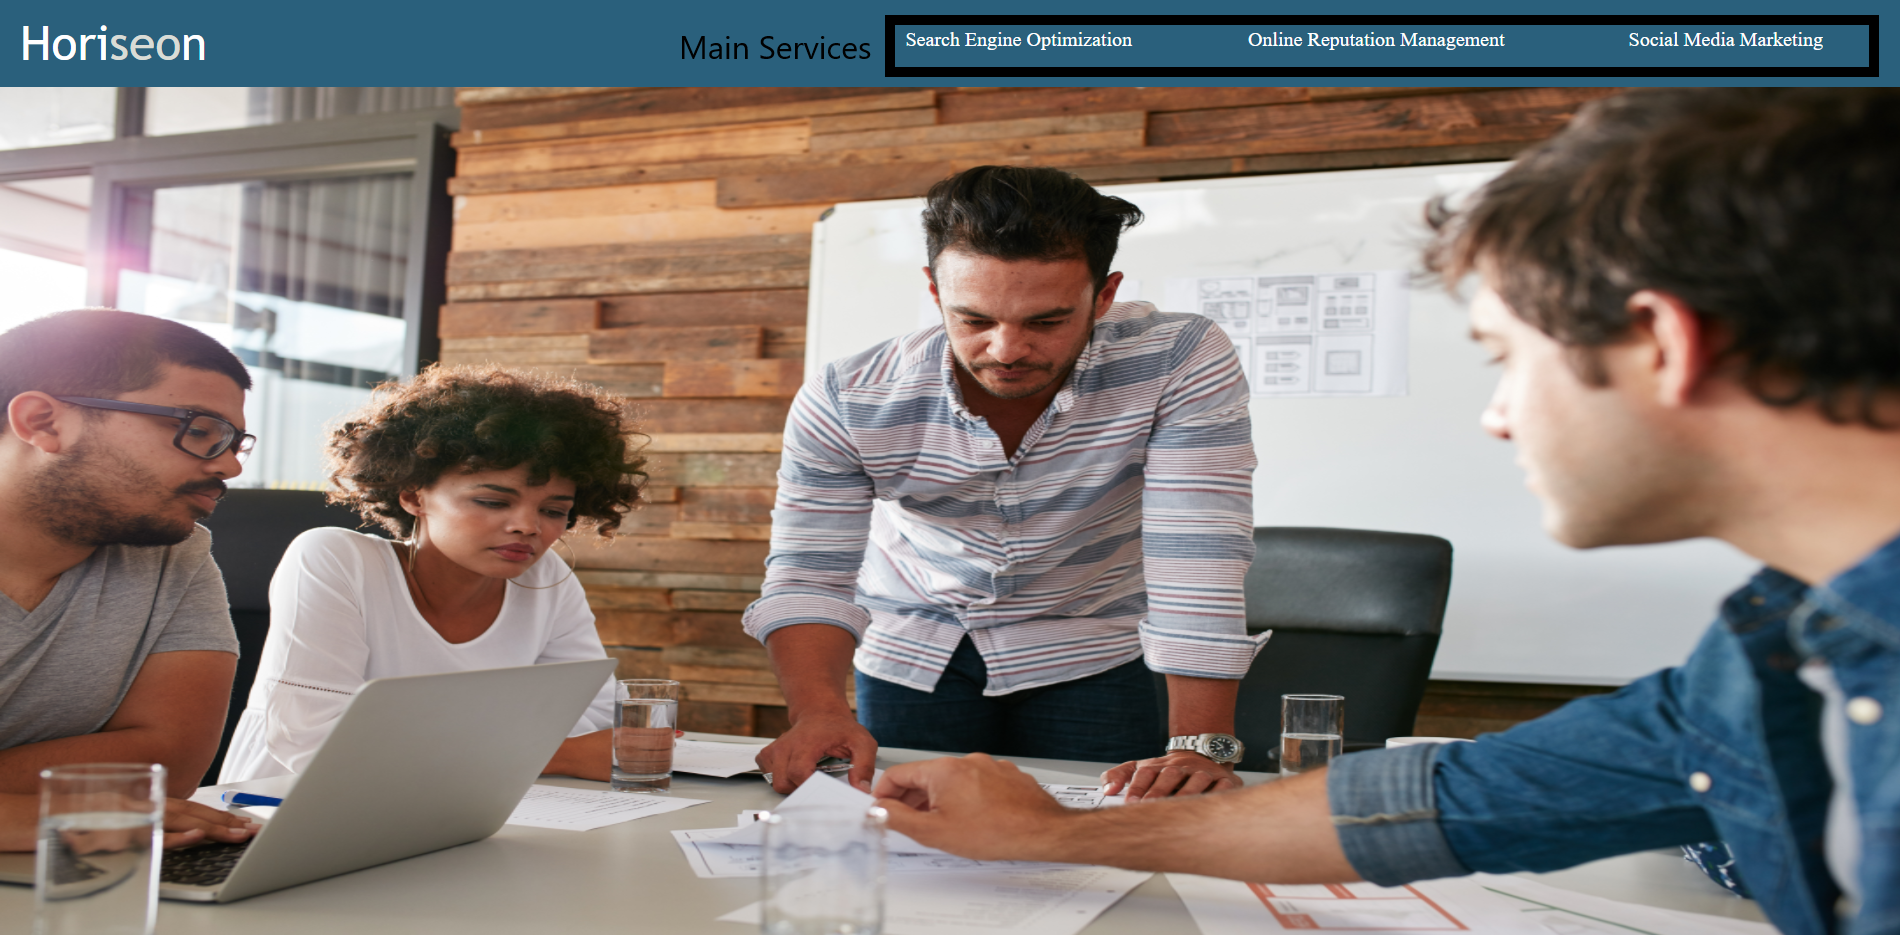 Horiseon
Main Services
Search Engine Optimization
Online Reputation Management
Social Media Marketing